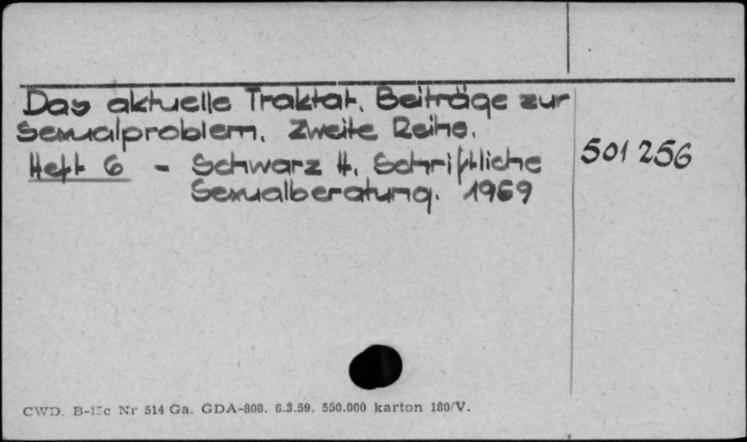 Das aktuelle Traktat. Beiträge zur
Sexualproblem. Zweite Reihe.
Heft 6 - Schwarz H. Schriftliche
Sexualberatung. 1969
501 256
CWD. Nr 514 Ga. GDA-808. 6.3.59. 550.000 karton 180/V.